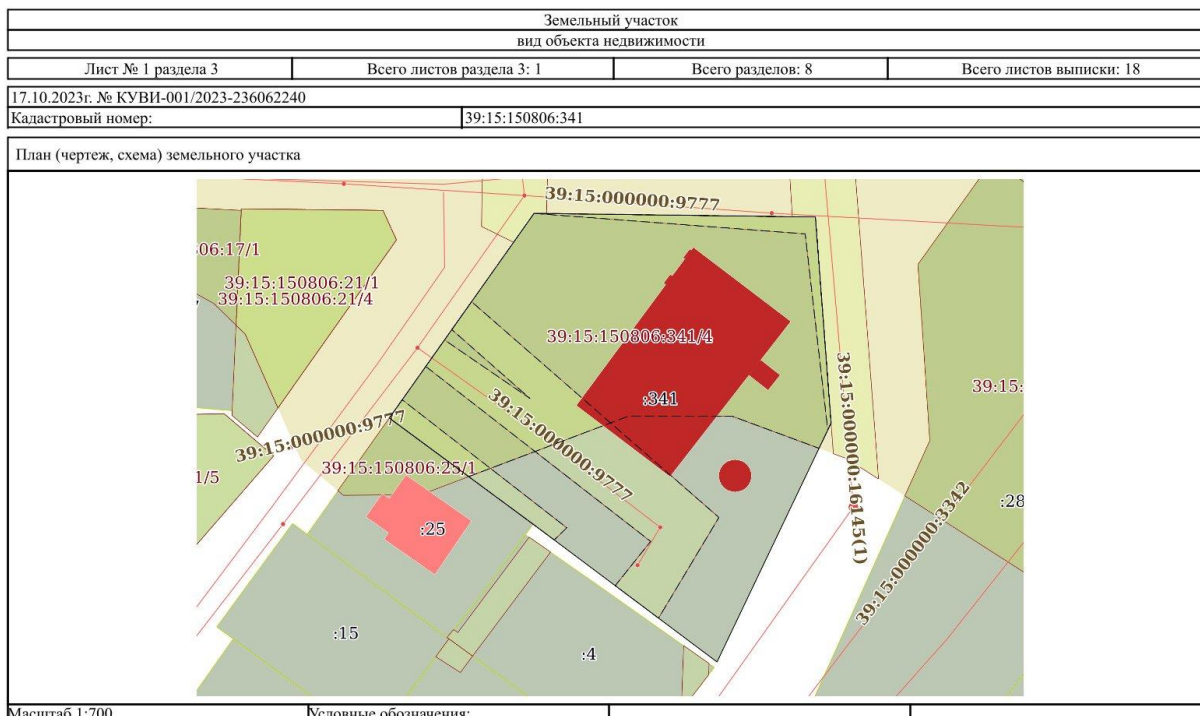 Земельный участок
вид объекта недвижимости
Лист № 1 раздела 3 Всего листов раздела 3: 1 Всего разделов: 8 Всего листов выписки: 18
17.10.2023г. № КУВИ-001/2023-236062240
Кадастровый номер: 39:15:150806:341
План (чертеж, схема) земельного участка
39:15:000000:9777
06:17/1
39:15:150806:21/1
39:15:150806:21/4
39:15:150806:341/4
39:15:
:341
39:15:000000:9777
39:15:000000:9777
39:15:000000:16145(1)
39:15:150806:25/1
1/5
:25
:28
39:15:000000:3342
:15
:4
Масштаб 1:700 Условные обозначения: